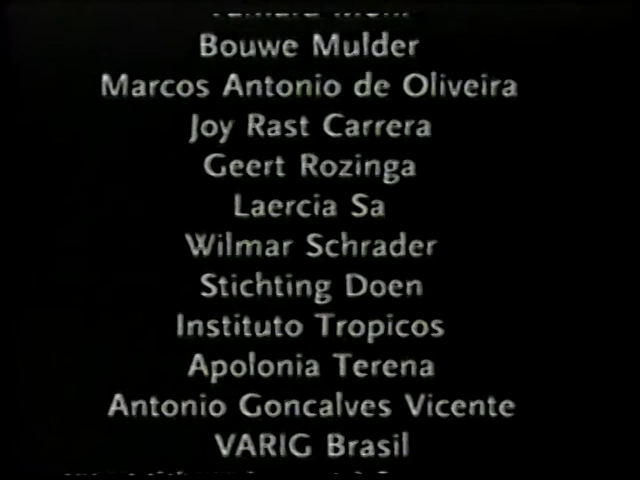 Bouwe Mulder
Marcos Antonio de Oliveira
Joy Rast Carrera
Geert Rozinga
Laercia Sa
Wilmar Schrader
Stichting Doen
Instituto Tropicos
Apolonia Terena
Antonio Goncalves Vicente
VARIG Brasil